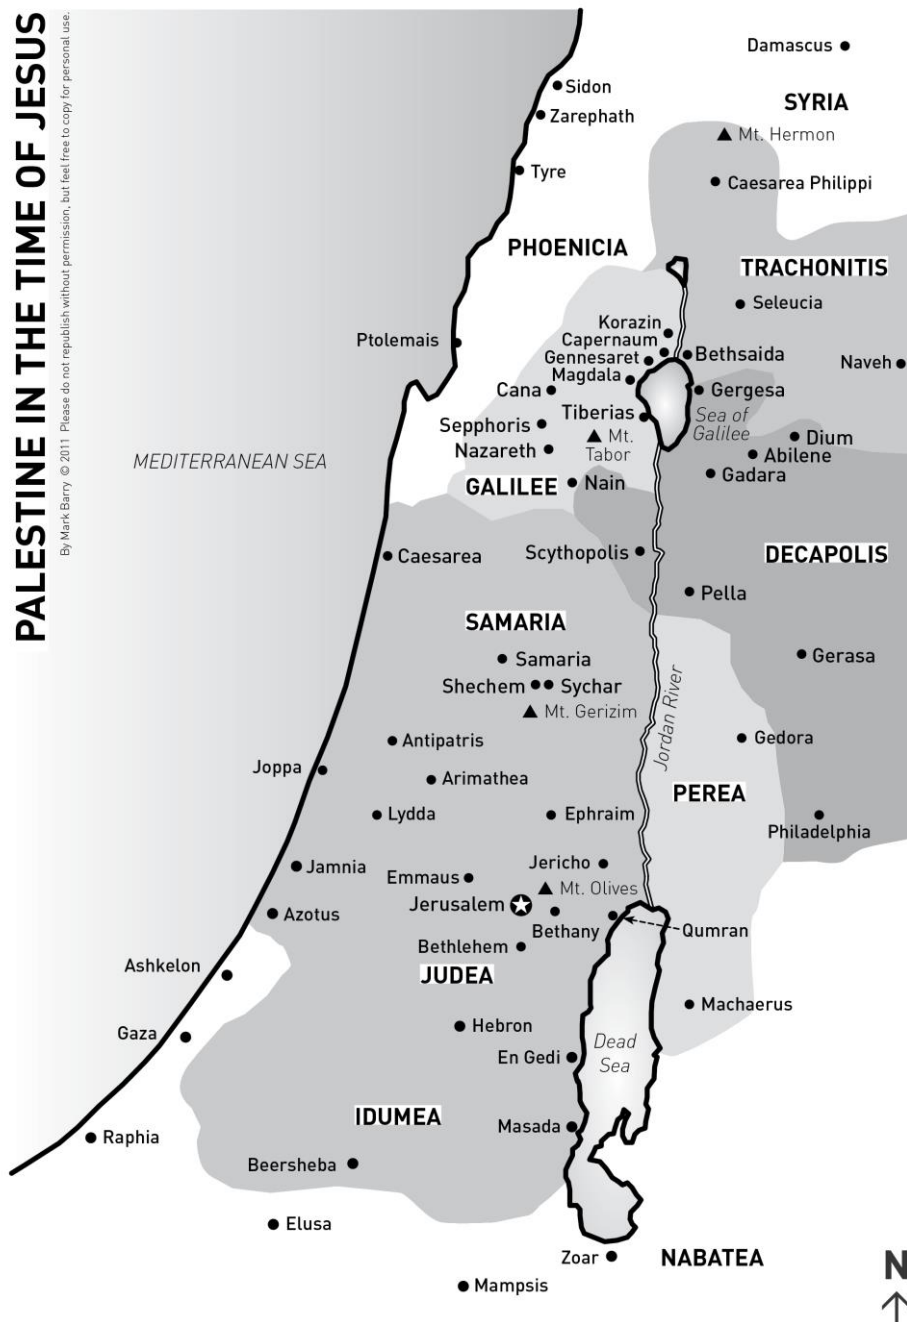 PALESTINE IN THE TIME OF JESUS
By Mark Barry © 2011 Please do not republish without permission, but feel free to copy for personal use.
Damascus
Sidon
SYRIA
Zarephath
Mt. Hermon
Tyre
Caesarea Philippi
PHOENICIA
TRACHONITIS
Seleucia
Korazin
Ptolemais
Capernaum
Gennesaret
Bethsaida
Naveh
Magdala
Cana
Gergesa
Tiberias
Sea of
Galilee
Sepphoris
Mt.
Tabor
Dium
Nazareth
Abilene
MEDITERRANEAN SEA
Gadara
GALILEE
Nain
Caesarea
Scythopolis
DECAPOLIS
Pella
SAMARIA
Samaria
Gerasa
Shechem
Sychar
Mt. Gerizim
Jordan River
Antipatris
Gedora
Joppa
Arimathea
PEREA
Lydda
Ephraim
Philadelphia
Jamnia
Jericho
Emmaus
Mt. Olives
Jerusalem
Azotus
Bethany
Qumran
Bethlehem
Ashkelon
JUDEA
Machaerus
Hebron
Gaza
Dead
Sea
En Gedi
IDUMEA
Masada
Raphia
Beersheba
Elusa
Zoar
NABATEA
N
Mampsis